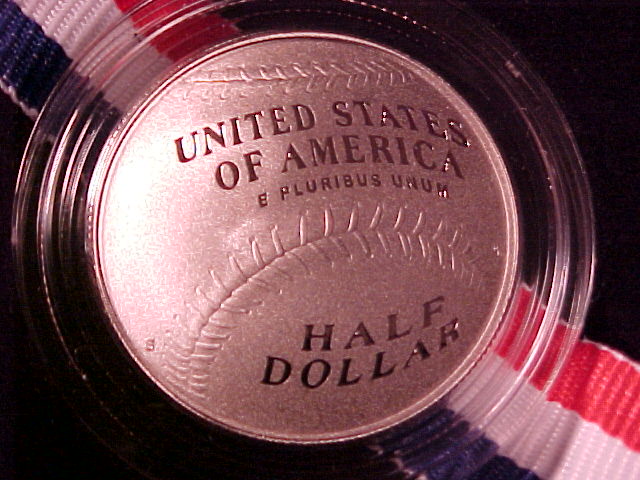 UNITED STATES
OF AMERICA
E PLURIBUS UNUM
S
HALF
DOLLAR